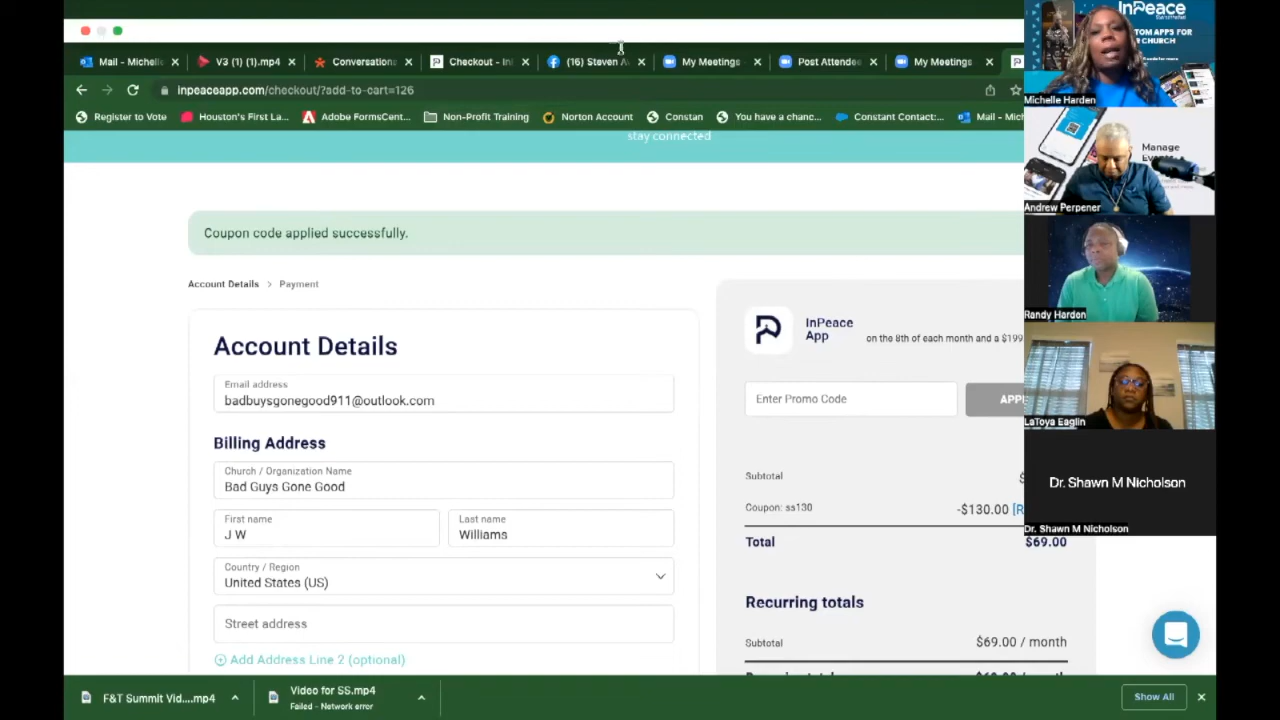 Mail - Michelle
V3 (1) (1).mp4
Conversations
Checkout - In
(16) Steven A
My Meetings -
Post Attendee
My Meetings
inpeaceapp.com/checkout/?add-to-cart=126
Register to Vote
Houston's First La...
Adobe FormsCent...
Non-Profit Training
Norton Account
Constan
You have a chanc...
Constant Contact:...
Mail - Mich
stay connected
Coupon code applied successfully.
Account Details > Payment
Account Details
Email address
badbuysgonegood911@outlook.com
Billing Address
Church / Organization Name
Bad Guys Gone Good
First name
J W
Last name
Williams
Country / Region
United States (US)
Street address
Add Address Line 2 (optional)
InPeace
App
on the 8th of each month and a $199
Enter Promo Code
APP
Subtotal
$
Coupon: ss130
-$130.00 [R
Total
$69.00
Recurring totals
Subtotal
$69.00 / month
InPeace
TOM APPS FOR
CHURCH
Michelle Harden
Manage
Andrew Perpener
Randy Harden
LaToya Eaglin
Dr. Shawn M Nicholson
Dr. Shawn M Nicholson
F&T Summit Vid....mp4
Video for SS.mp4
Failed - Network error
Show All